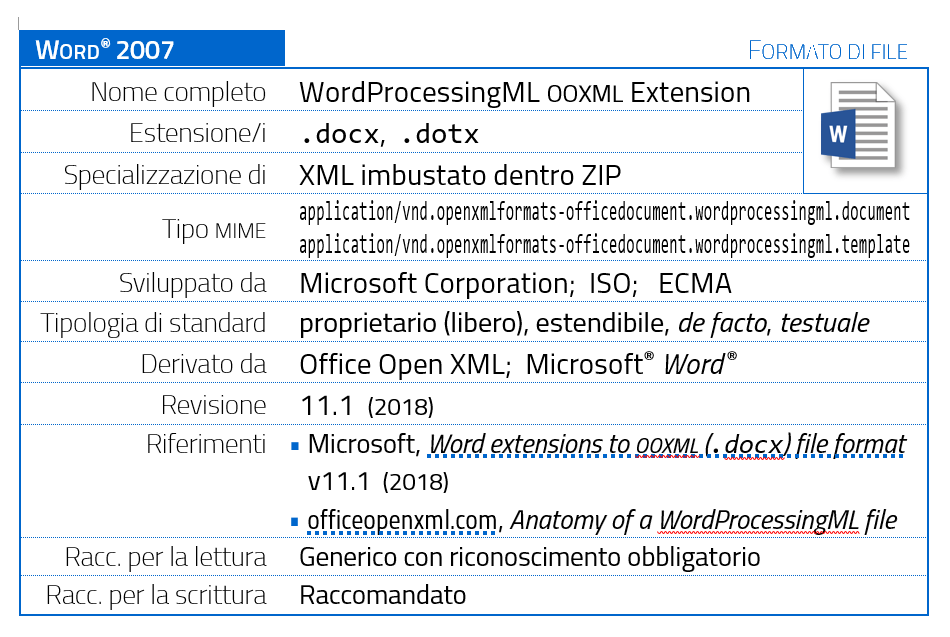 WORD® 2007
FORMATO DI FILE
Nome completo WordProcessingML OOXML Extension
W
Estensione/i .docx, .dotx
Specializzazione di XML imbustato dentro ZIP
Tipo MIME application/vnd.openxmlformats-officedocument.wordprocessingml.document
application/vnd.openxmlformats-officedocument.wordprocessingml.template
Sviluppato da Microsoft Corporation; ISO; ECMA
Tipologia di standard proprietario (libero), estendibile, de facto, testuale
Derivato da Office Open XML; Microsoft® Word®
Revisione 11.1 (2018)
Riferimenti ▪ Microsoft, Word extensions to OOXML (.docx) file format
v11.1 (2018)
▪ officeopenxml.com, Anatomy of a WordProcessingML file
Racc. per la lettura Generico con riconoscimento obbligatorio
Racc. per la scrittura Raccomandato